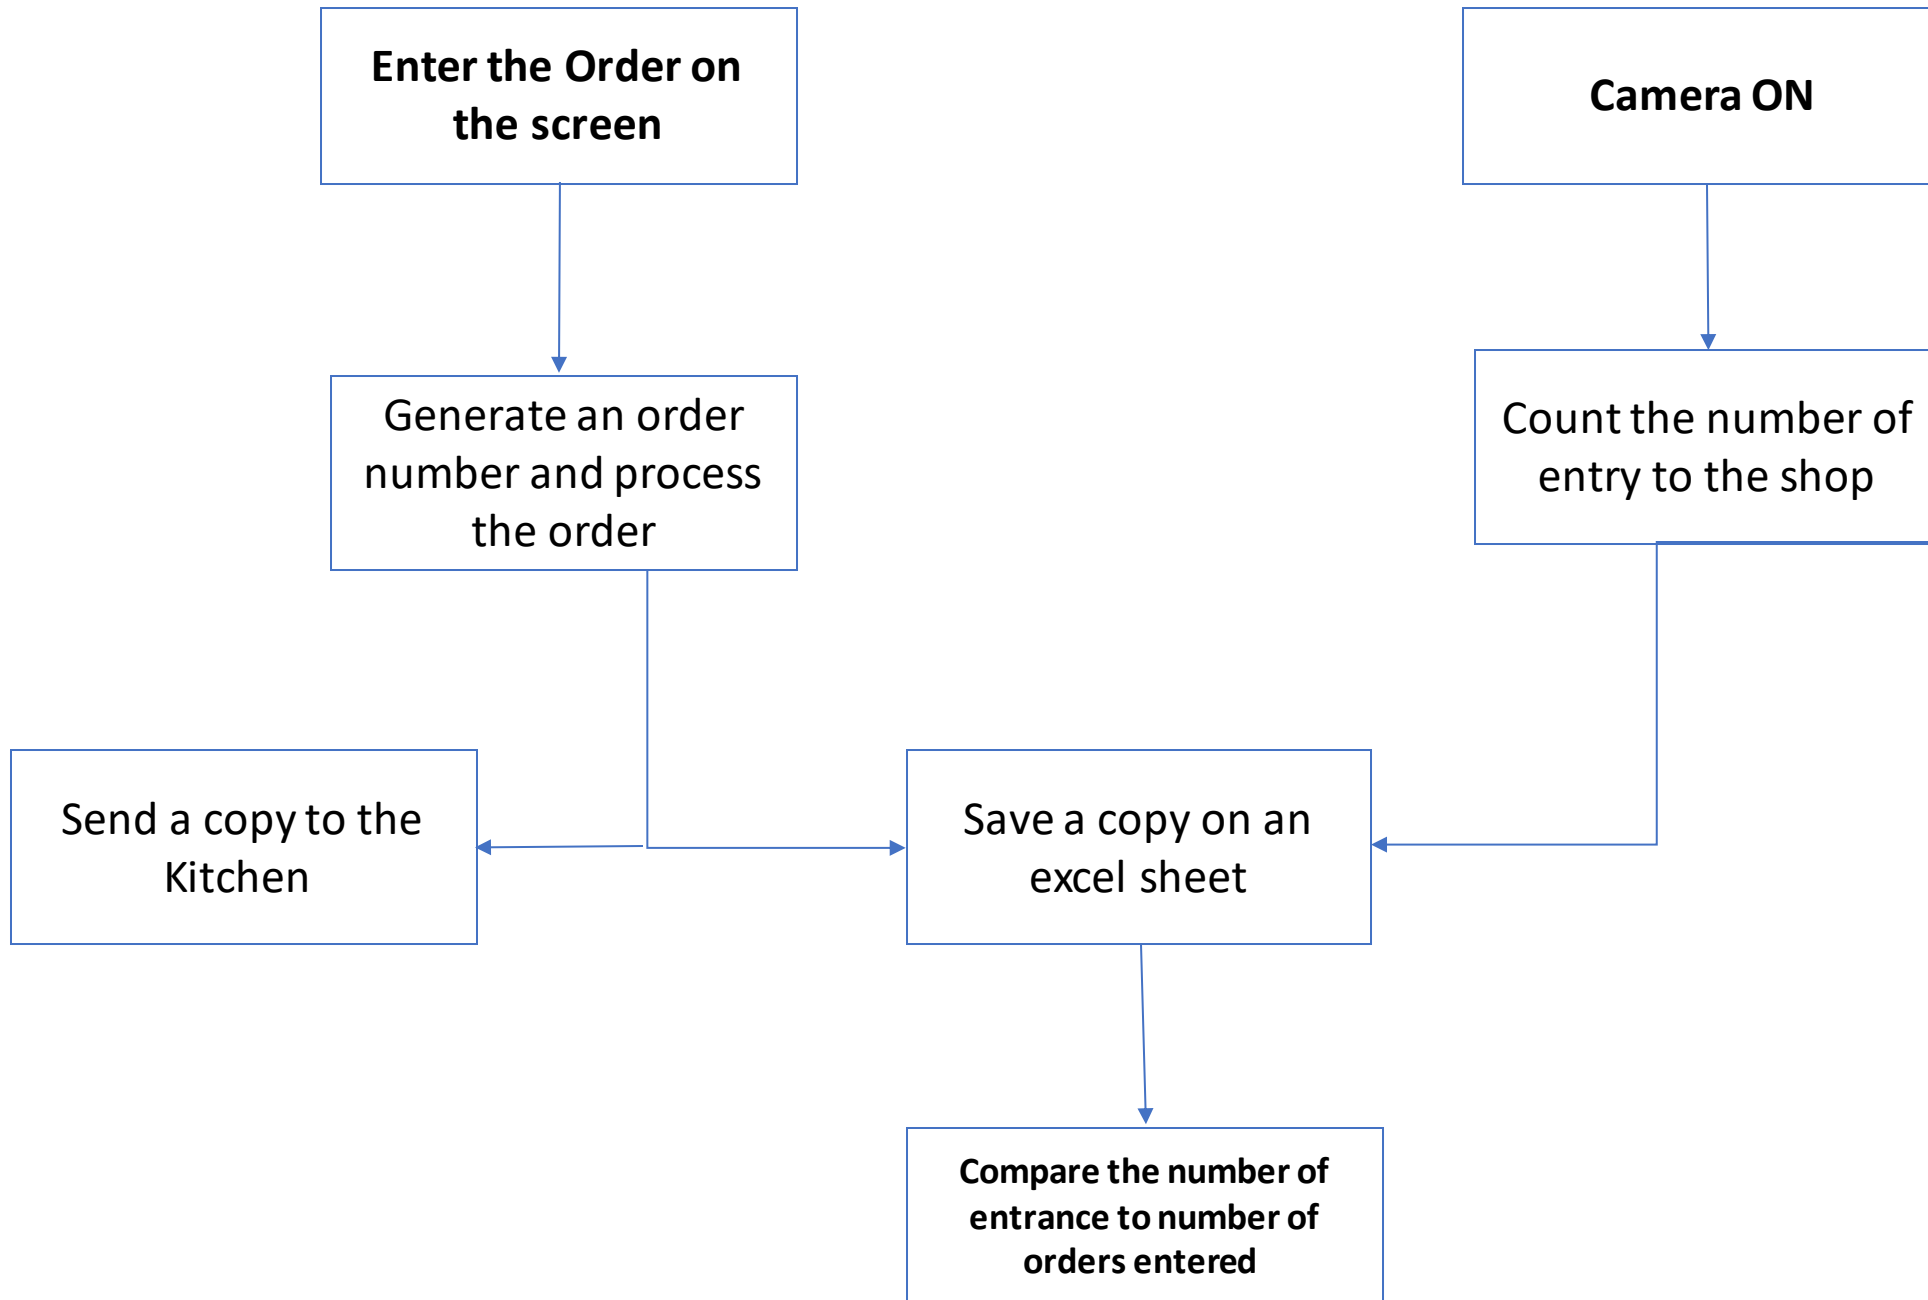 Enter the Order on
the screen
Camera ON
Generate an order
number and process
the order
Count the number of
entry to the shop
Send a copy to the
Kitchen
Save a copy on an
excel sheet
Compare the number of
entrance to number of
orders entered